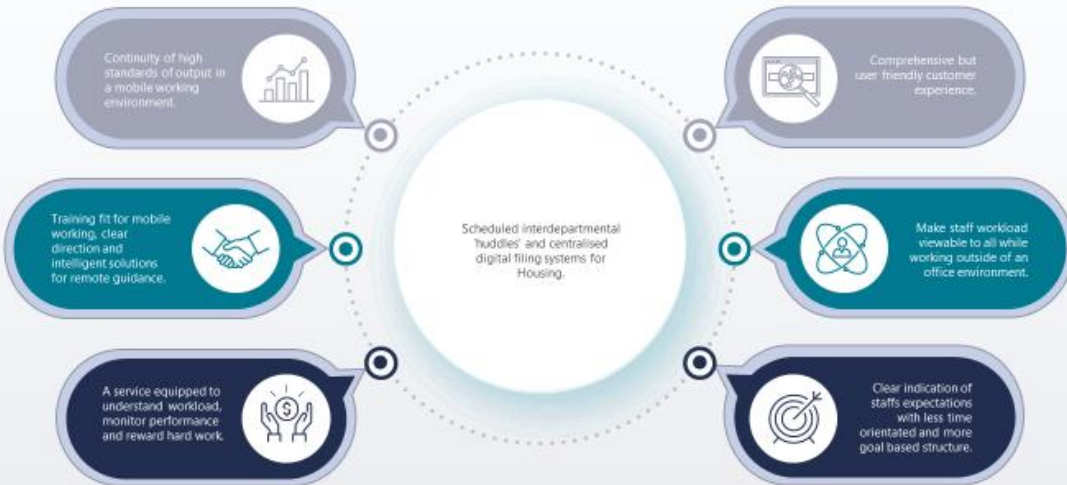 Continuity of high
standards of output in
a mobile working
environment.
Comprehensive but
user friendly customer
experience.
Training fit for mobile
working, clear
direction and
intelligent solutions
for remote guidance.
Scheduled interdepartmental
'huddles' and centralised
digital filing systems for
Housing.
Make staff workload
viewable to all while
working outside of an
office environment.
A service equipped to
understand workload,
monitor performance
and reward hard work.
$
Clear indication of
staffs expectations
with less time
orientated and more
goal based structure.